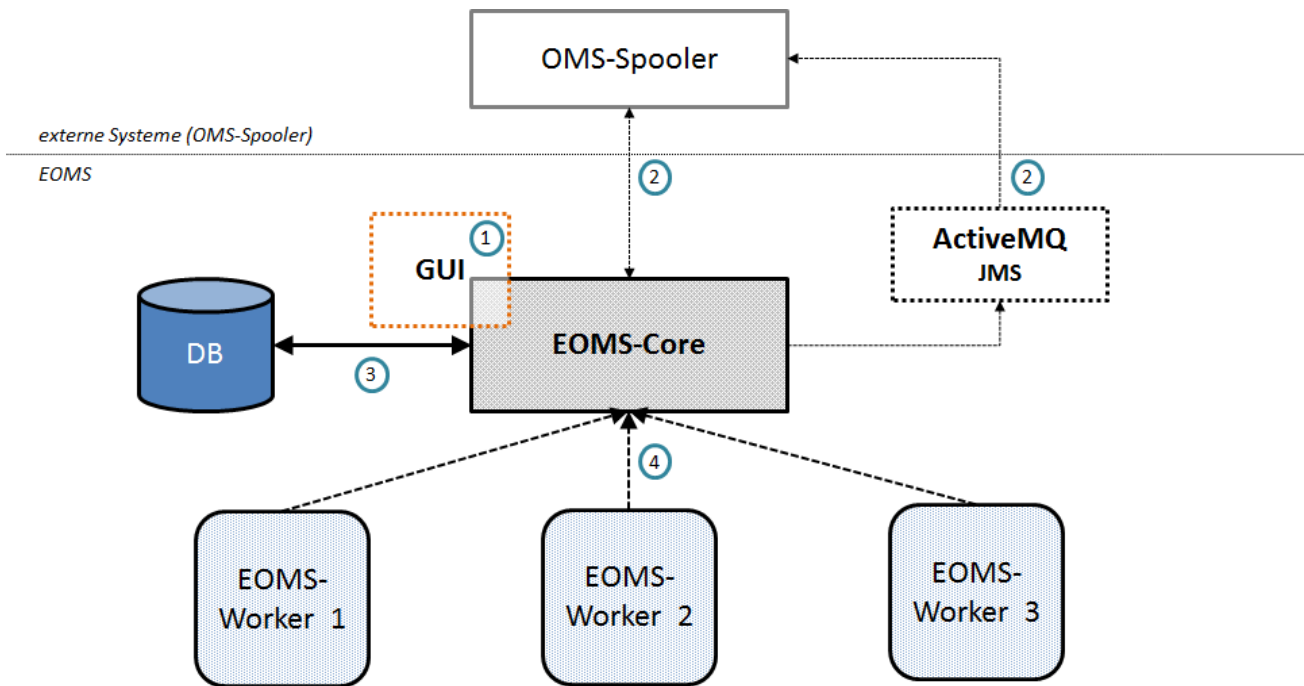 OMS-Spooler
externe Systeme (OMS-Spooler)
EOMS
2
2
1
GUI
ActiveMQ
JMS
DB
EOMS-Core
3
4
EOMS-
Worker 1
EOMS-
Worker 2
EOMS-
Worker 3